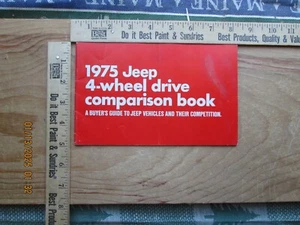 MAINE
Do it Best Paint & Sundries
Best Products, Quality
1975 Jeep
4-wheel drive
comparison book
A BUYER'S GUIDE TO JEEP VEHICLES AND THEIR COMPETITION.
Do it Best Paint & Sundries